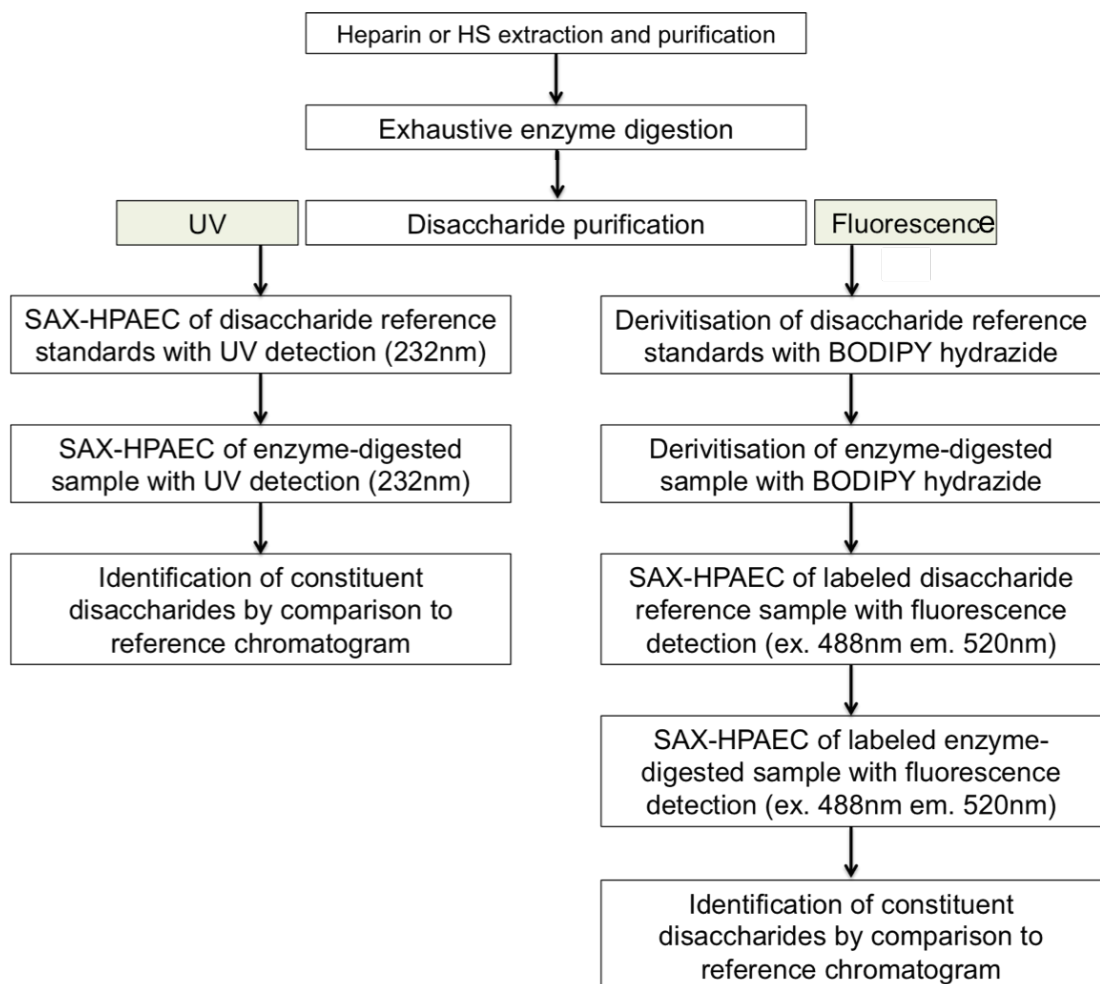 Heparin or HS extraction and purification
Exhaustive enzyme digestion
Disaccharide purification
UV
SAX-HPAEC of disaccharide reference
standards with UV detection (232nm)
SAX-HPAEC of enzyme-digested
sample with UV detection (232nm)
Identification of constituent
disaccharides by comparison to
reference chromatogram
Fluorescence
Derivitisation of disaccharide reference
standards with BODIPY hydrazide
Derivitisation of enzyme-digested
sample with BODIPY hydrazide
SAX-HPAEC of labeled disaccharide
reference sample with fluorescence
detection (ex. 488nm em. 520nm)
SAX-HPAEC of labeled enzyme-
digested sample with fluorescence
detection (ex. 488nm em. 520nm)
Identification of constituent
disaccharides by comparison to
reference chromatogram